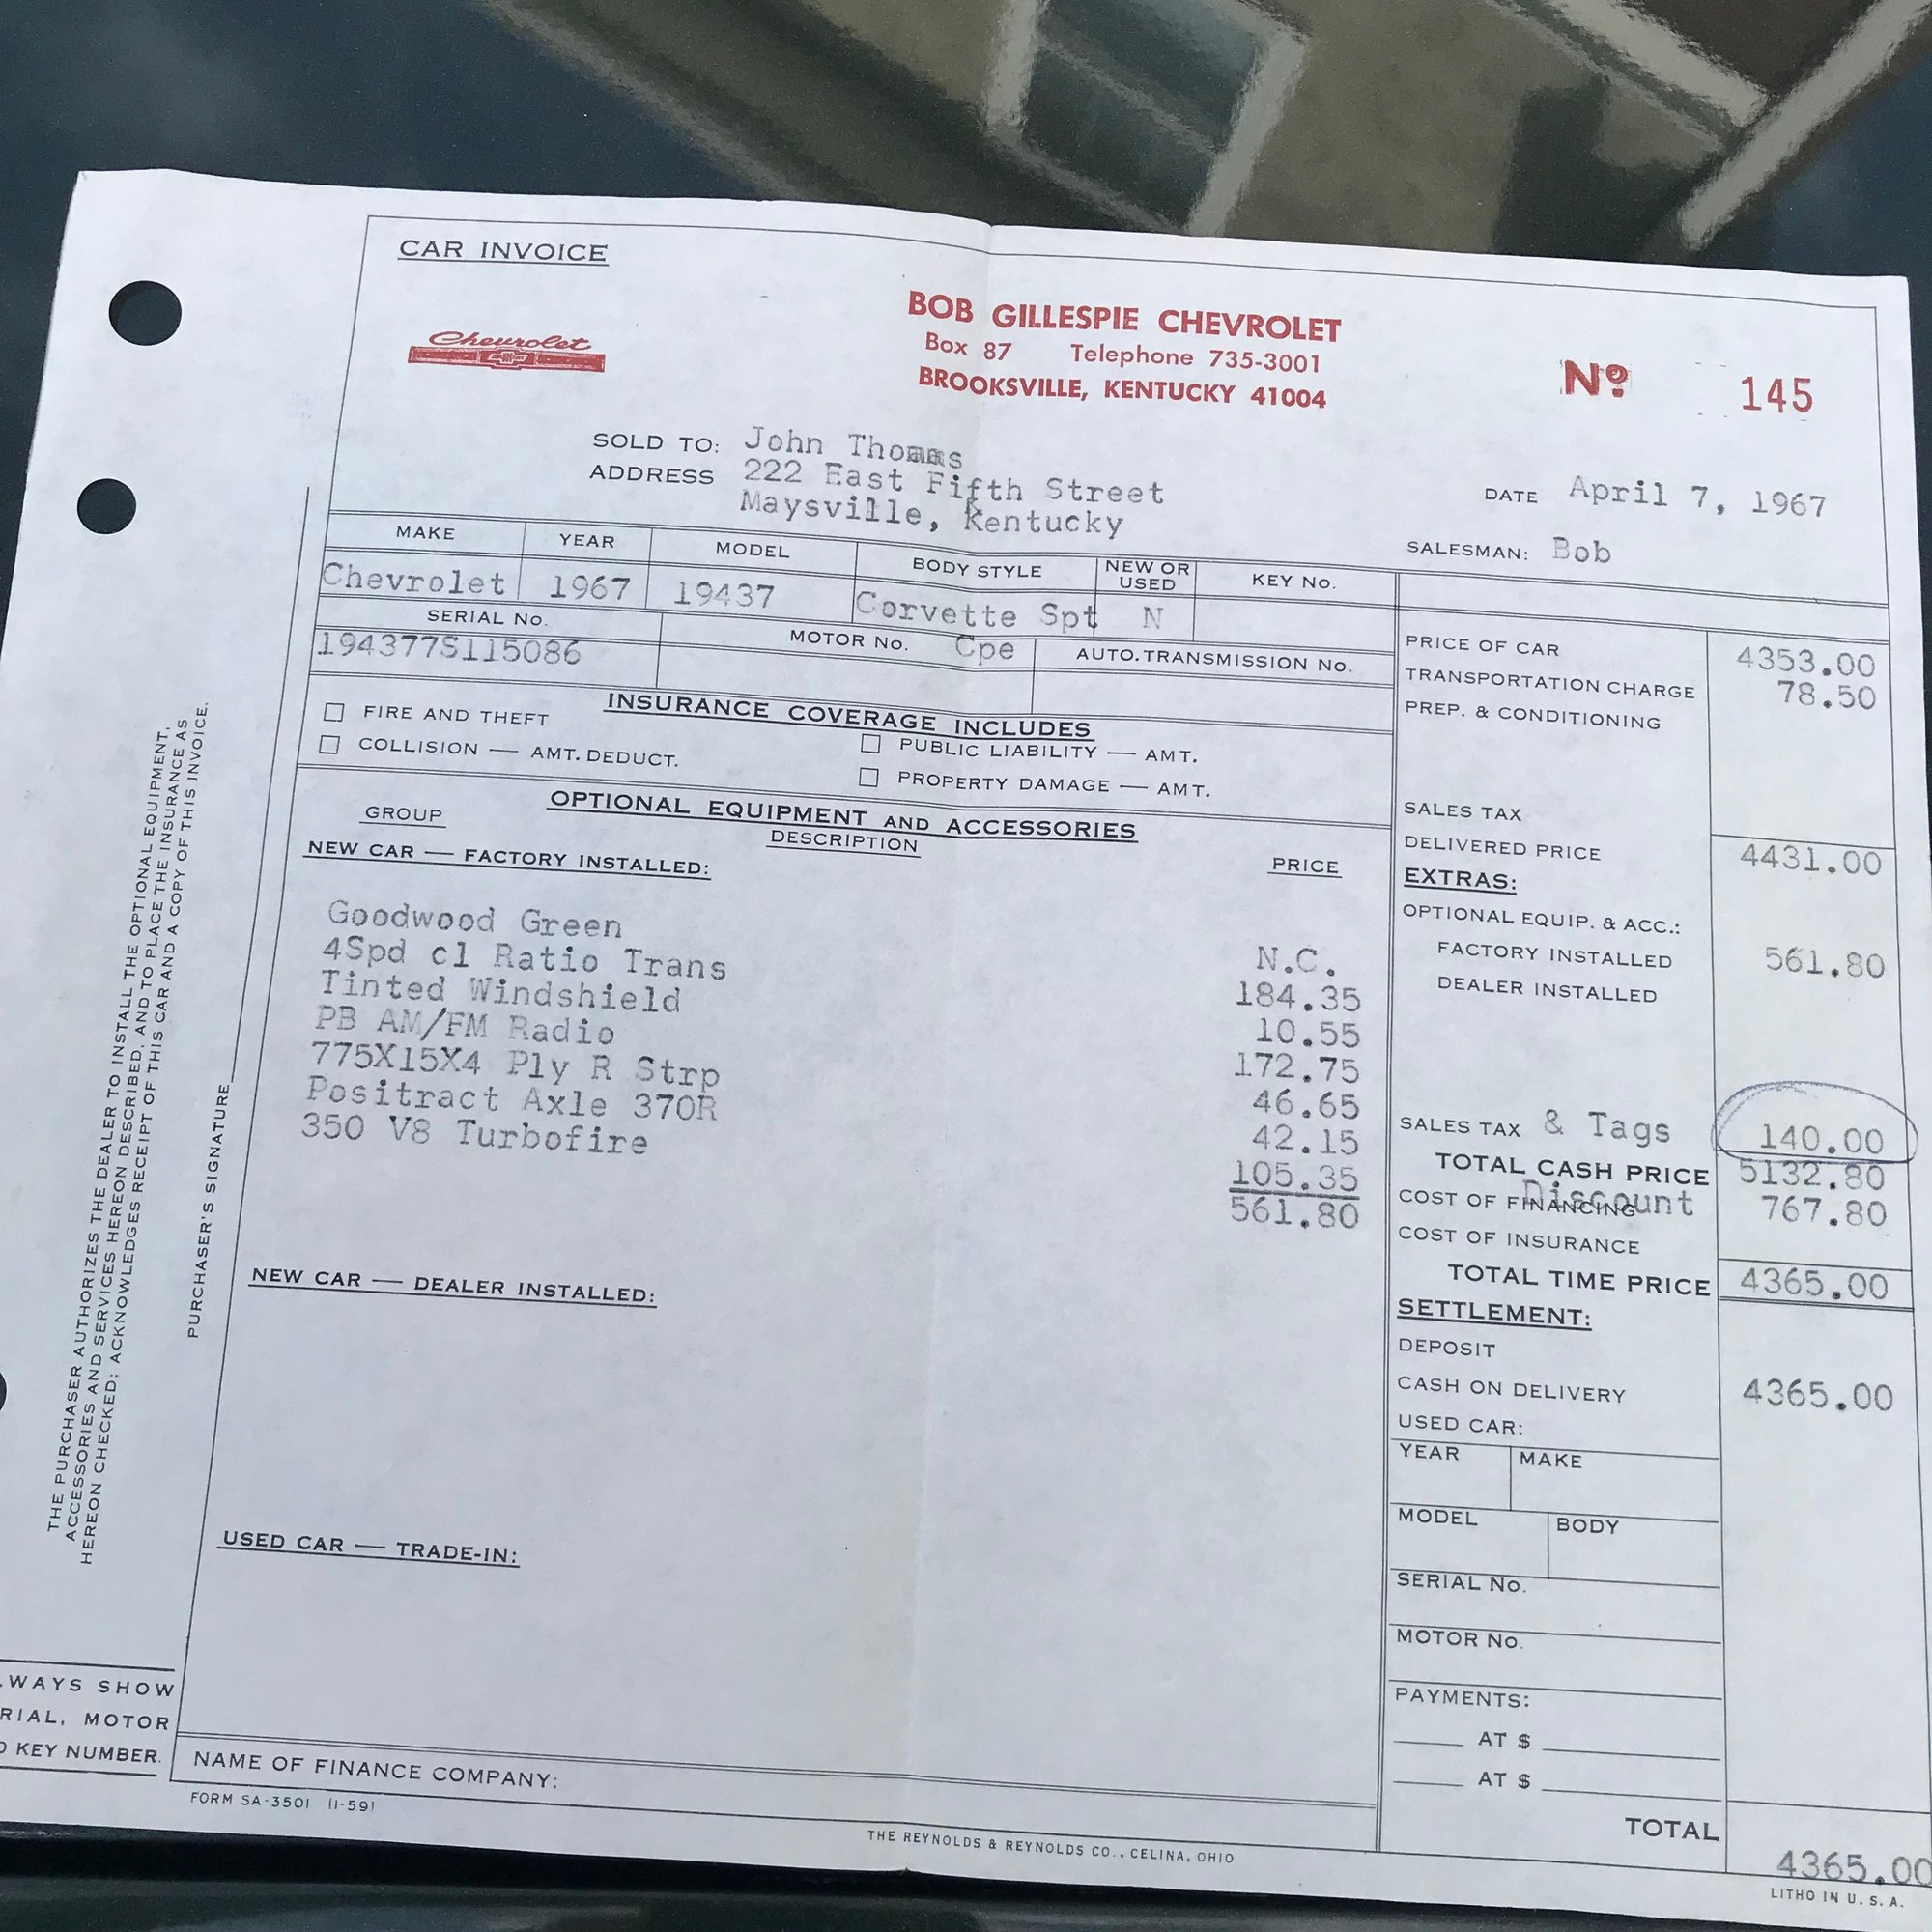 CAR INVOICE
Chevrolet
BOB GILLESPIE CHEVROLET
Box 87 Telephone 735-3001
BROOKSVILLE, KENTUCKY 41004
Nº 145
SOLD TO: John Thomas
ADDRESS 222 East Fifth Street
Maysville, Kentucky
DATE April 7, 1967
SALESMAN: Bob
MAKE YEAR MODEL BODY STYLE NEW OR USED KEY No.
Chevrolet 1967 19437 Corvette Spt Cpe N
SERIAL No. MOTOR No. AUTO. TRANSMISSION No.
194377S115086
INSURANCE COVERAGE INCLUDES
FIRE AND THEFT
COLLISION — AMT. DEDUCT.
PUBLIC LIABILITY — AMT.
PROPERTY DAMAGE — AMT.
OPTIONAL EQUIPMENT AND ACCESSORIES
GROUP DESCRIPTION PRICE
NEW CAR — FACTORY INSTALLED:
Goodwood Green N.C.
4Spd cl Ratio Trans 184.35
Tinted Windshield 10.55
PB AM/FM Radio 172.75
775X15X4 Ply R Strp 46.65
Positract Axle 370R 42.15
350 V8 Turbofire 105.35
561.80
NEW CAR — DEALER INSTALLED:
USED CAR — TRADE-IN:
NAME OF FINANCE COMPANY:
PRICE OF CAR 4353.00
TRANSPORTATION CHARGE 78.50
PREP. & CONDITIONING
SALES TAX
DELIVERED PRICE 4431.00
EXTRAS:
OPTIONAL EQUIP. & ACC.:
FACTORY INSTALLED 561.80
DEALER INSTALLED
SALES TAX & Tags 140.00
TOTAL CASH PRICE 5132.80
COST OF FINANCING Discount 767.80
COST OF INSURANCE
TOTAL TIME PRICE 4365.00
SETTLEMENT:
DEPOSIT
CASH ON DELIVERY 4365.00
USED CAR:
YEAR MAKE
MODEL BODY
SERIAL No.
MOTOR No.
PAYMENTS:
AT $
AT $
TOTAL 4365.00
FORM SA-3501 (1-59)
THE REYNOLDS & REYNOLDS CO., CELINA, OHIO
LITHO IN U. S. A.
THE PURCHASER AUTHORIZES THE DEALER TO INSTALL THE OPTIONAL EQUIPMENT,
ACCESSORIES AND SERVICES HEREON DESCRIBED, AND TO PLACE THE INSURANCE AS
HEREON CHECKED; ACKNOWLEDGES RECEIPT OF THIS CAR AND A COPY OF THIS INVOICE.
PURCHASER'S SIGNATURE
WAYS SHOW
RIAL, MOTOR
KEY NUMBER.